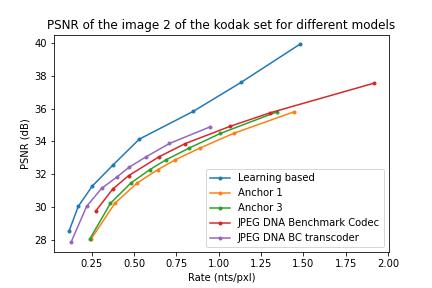 PSNR of the image 2 of the kodak set for different models
PSNR (dB)
40
38
36
34
32
30
28
Learning based
Anchor 1
Anchor 3
JPEG DNA Benchmark Codec
JPEG DNA BC transcoder
0.25 0.50 0.75 1.00 1.25 1.50 1.75 2.00
Rate (nts/pxl)